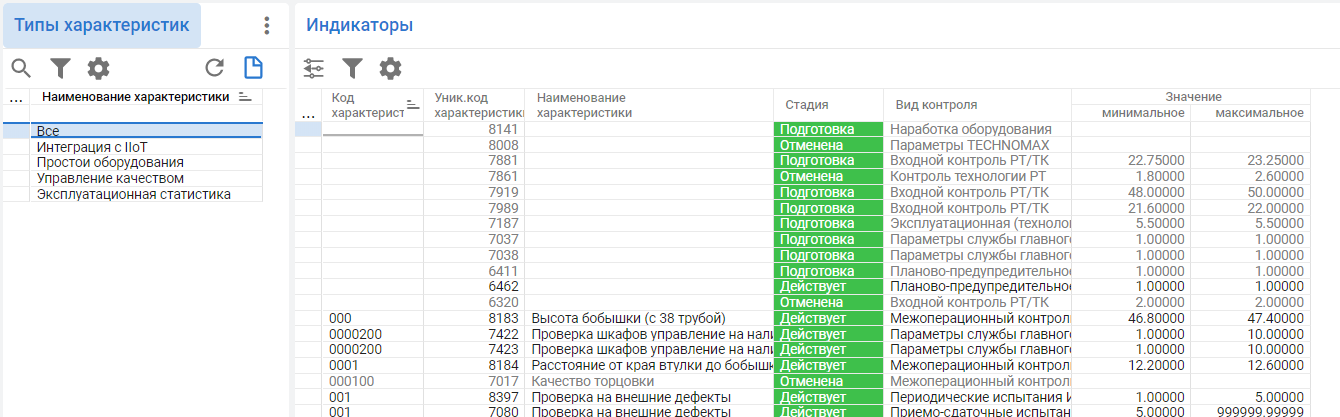 Типы характеристик
Наименование характеристики
Все
Интеграция с IIoT
Простои оборудования
Управление качеством
Эксплуатационная статистика
Индикаторы
Код характерист Уник.код характеристики Наименование характеристики Стадия Вид контроля Значение
минимальное максимальное
8141 Подготовка Наработка оборудования
8008 Отменена Параметры TECHNOMAX
7881 Подготовка Входной контроль РТ/ТК 22.75000 23.25000
7861 Отменена Контроль технологии РТ 1.80000 2.60000
7919 Подготовка Входной контроль РТ/ТК 48.00000 50.00000
7989 Подготовка Входной контроль РТ/ТК 21.60000 22.00000
7187 Подготовка Эксплуатационная (техноло 5.50000 5.50000
7037 Подготовка Параметры службы главног 1.00000 1.00000
7038 Подготовка Параметры службы главног 1.00000 1.00000
6411 Подготовка Планово-предупредительно 1.00000 1.00000
6462 Действует Планово-предупредительно 1.00000 1.00000
6320 Отменена Входной контроль РТ/ТК 2.00000 2.00000
000 8183 Высота бобышки (с 38 трубой) Действует Межоперационный контрол 46.80000 47.40000
0000200 7422 Проверка шкафов управление на нали Действует Параметры службы главног 1.00000 10.00000
0000200 7423 Проверка шкафов управление на нали Действует Параметры службы главног 1.00000 10.00000
0001 8184 Расстояние от края втулки до бобышк Действует Межоперационный контрол 12.20000 12.60000
000100 7017 Качество торцовки Отменена Межоперационный контрол
001 8397 Проверка на внешние дефекты Действует Периодические испытания И 1.00000 5.00000
001 7080 Проверка на внешние дефекты Действует Приемо-сдаточные испытан 5.00000 999999.99999